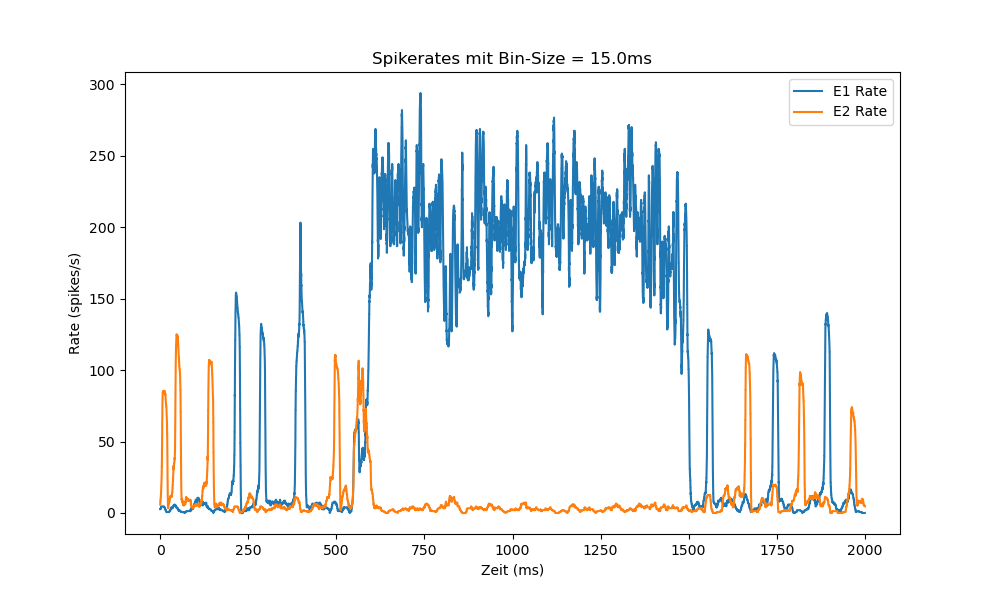 Spikerates mit Bin-Size = 15.0ms
E1 Rate
E2 Rate
300
250
200
150
100
50
0
Rate (spikes/s)
0 250 500 750 1000 1250 1500 1750 2000
Zeit (ms)